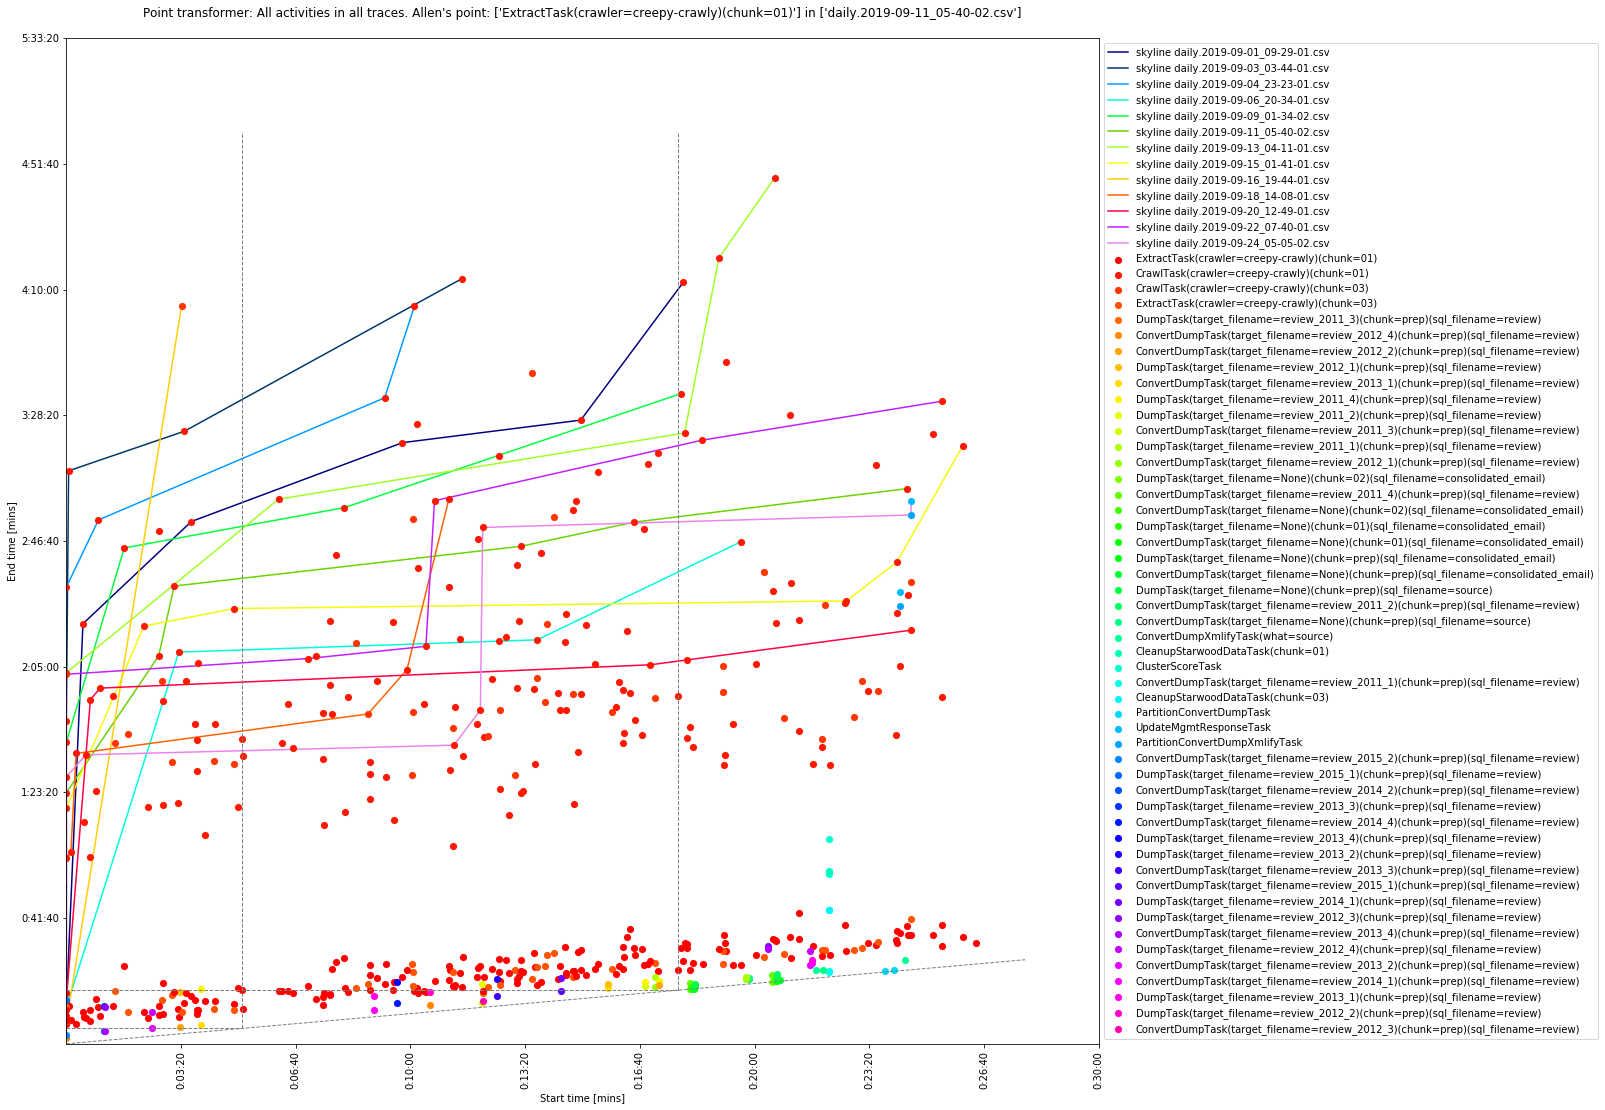 Point transformer: All activities in all traces. Allen's point: ['ExtractTask(crawler=creepy-crawly)(chunk=01)'] in ['daily.2019-09-11_05-40-02.csv']
5:33:20
4:51:40
4:10:00
3:28:20
2:46:40
2:05:00
1:23:20
0:41:40
End time [mins]
0:03:20
0:06:40
0:10:00
0:13:20
0:16:40
0:20:00
0:23:20
0:26:40
0:30:00
Start time [mins]
skyline daily.2019-09-01_09-29-01.csv
skyline daily.2019-09-03_03-44-01.csv
skyline daily.2019-09-04_23-23-01.csv
skyline daily.2019-09-06_20-34-01.csv
skyline daily.2019-09-09_01-34-02.csv
skyline daily.2019-09-11_05-40-02.csv
skyline daily.2019-09-13_04-11-01.csv
skyline daily.2019-09-15_01-41-01.csv
skyline daily.2019-09-16_19-44-01.csv
skyline daily.2019-09-18_14-08-01.csv
skyline daily.2019-09-20_12-49-01.csv
skyline daily.2019-09-22_07-40-01.csv
skyline daily.2019-09-24_05-05-02.csv
ExtractTask(crawler=creepy-crawly)(chunk=01)
CrawlTask(crawler=creepy-crawly)(chunk=01)
CrawlTask(crawler=creepy-crawly)(chunk=03)
ExtractTask(crawler=creepy-crawly)(chunk=03)
DumpTask(target_filename=review_2011_3)(chunk=prep)(sql_filename=review)
ConvertDumpTask(target_filename=review_2012_4)(chunk=prep)(sql_filename=review)
ConvertDumpTask(target_filename=review_2012_2)(chunk=prep)(sql_filename=review)
DumpTask(target_filename=review_2012_1)(chunk=prep)(sql_filename=review)
ConvertDumpTask(target_filename=review_2013_1)(chunk=prep)(sql_filename=review)
DumpTask(target_filename=review_2011_4)(chunk=prep)(sql_filename=review)
DumpTask(target_filename=review_2011_2)(chunk=prep)(sql_filename=review)
ConvertDumpTask(target_filename=review_2011_3)(chunk=prep)(sql_filename=review)
DumpTask(target_filename=review_2011_1)(chunk=prep)(sql_filename=review)
ConvertDumpTask(target_filename=review_2012_1)(chunk=prep)(sql_filename=review)
DumpTask(target_filename=None)(chunk=02)(sql_filename=consolidated_email)
ConvertDumpTask(target_filename=review_2011_4)(chunk=prep)(sql_filename=review)
ConvertDumpTask(target_filename=None)(chunk=02)(sql_filename=consolidated_email)
DumpTask(target_filename=None)(chunk=01)(sql_filename=consolidated_email)
ConvertDumpTask(target_filename=None)(chunk=01)(sql_filename=consolidated_email)
DumpTask(target_filename=None)(chunk=prep)(sql_filename=consolidated_email)
ConvertDumpTask(target_filename=None)(chunk=prep)(sql_filename=consolidated_email)
DumpTask(target_filename=None)(chunk=prep)(sql_filename=source)
ConvertDumpTask(target_filename=review_2011_2)(chunk=prep)(sql_filename=review)
ConvertDumpTask(target_filename=None)(chunk=prep)(sql_filename=source)
ConvertDumpXmlifyTask(what=source)
CleanupStarwoodDataTask(chunk=01)
ClusterScoreTask
ConvertDumpTask(target_filename=review_2011_1)(chunk=prep)(sql_filename=review)
CleanupStarwoodDataTask(chunk=03)
PartitionConvertDumpTask
UpdateMgmtResponseTask
PartitionConvertDumpXmlifyTask
ConvertDumpTask(target_filename=review_2015_2)(chunk=prep)(sql_filename=review)
DumpTask(target_filename=review_2015_1)(chunk=prep)(sql_filename=review)
ConvertDumpTask(target_filename=review_2014_2)(chunk=prep)(sql_filename=review)
DumpTask(target_filename=review_2013_3)(chunk=prep)(sql_filename=review)
ConvertDumpTask(target_filename=review_2014_4)(chunk=prep)(sql_filename=review)
DumpTask(target_filename=review_2013_4)(chunk=prep)(sql_filename=review)
DumpTask(target_filename=review_2013_2)(chunk=prep)(sql_filename=review)
ConvertDumpTask(target_filename=review_2013_3)(chunk=prep)(sql_filename=review)
ConvertDumpTask(target_filename=review_2015_1)(chunk=prep)(sql_filename=review)
DumpTask(target_filename=review_2014_1)(chunk=prep)(sql_filename=review)
DumpTask(target_filename=review_2012_3)(chunk=prep)(sql_filename=review)
ConvertDumpTask(target_filename=review_2013_4)(chunk=prep)(sql_filename=review)
DumpTask(target_filename=review_2012_4)(chunk=prep)(sql_filename=review)
ConvertDumpTask(target_filename=review_2013_2)(chunk=prep)(sql_filename=review)
ConvertDumpTask(target_filename=review_2014_1)(chunk=prep)(sql_filename=review)
DumpTask(target_filename=review_2013_1)(chunk=prep)(sql_filename=review)
DumpTask(target_filename=review_2012_2)(chunk=prep)(sql_filename=review)
ConvertDumpTask(target_filename=review_2012_3)(chunk=prep)(sql_filename=review)